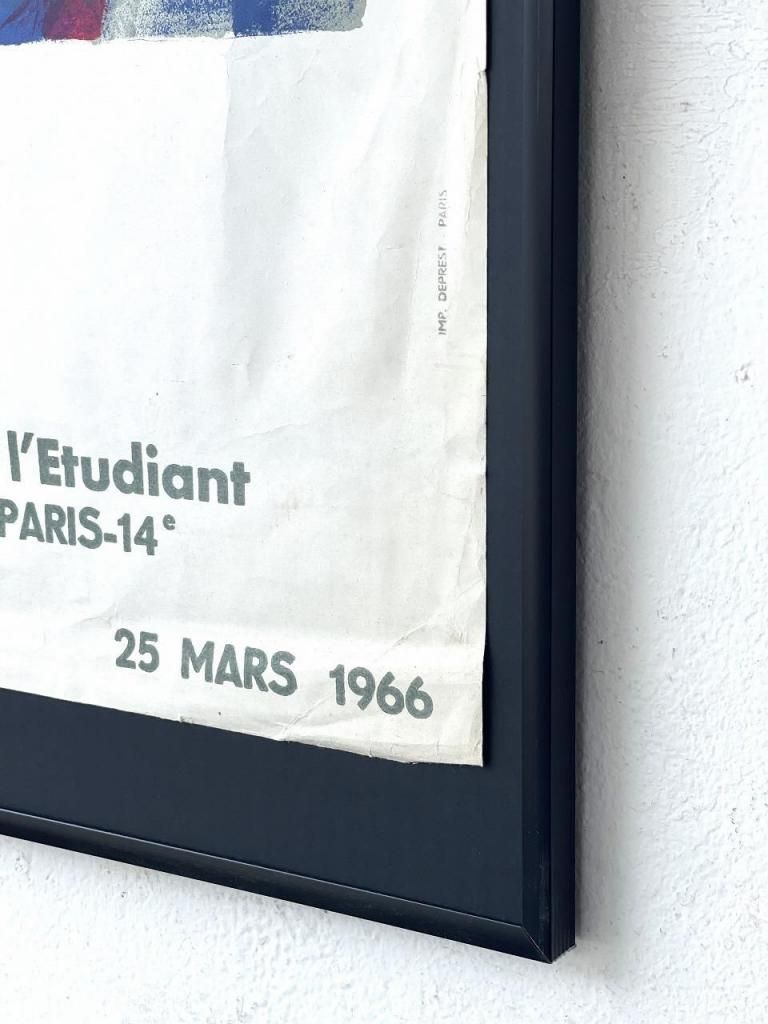 IMP. DEPREST - PARIS
l'Etudiant
PARIS-14e
25 MARS 1966